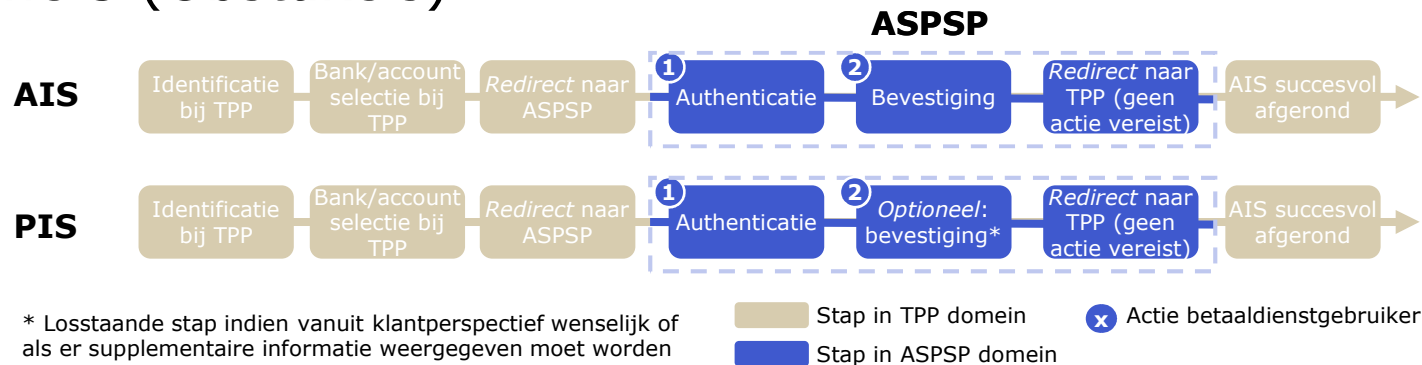 ASPSP
AIS
Identificatie
bij TPP
Bank/account
selectie bij
TPP
Redirect naar
ASPSP
1
Authenticatie
2
Bevestiging
Redirect naar
TPP (geen
actie vereist)
AIS succesvol
afgerond
PIS
Identificatie
bij TPP
Bank/account
selectie bij
TPP
Redirect naar
ASPSP
1
Authenticatie
2
Optioneel:
bevestiging*
Redirect naar
TPP (geen
actie vereist)
AIS succesvol
afgerond
* Losstaande stap indien vanuit klantperspectief wenselijk of
als er supplementaire informatie weergegeven moet worden
Stap in TPP domein
x Actie betaaldienstgebruiker
Stap in ASPSP domein